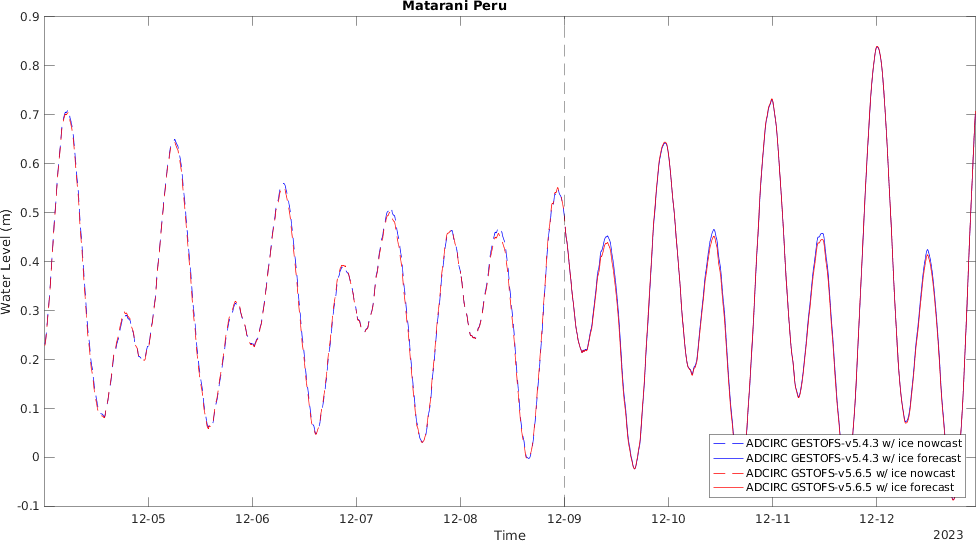 Matarani Peru
0.9
0.8
0.7
0.6
0.5
0.4
0.3
0.2
0.1
0
-0.1
Water Level (m)
12-05
12-06
12-07
12-08
12-09
12-10
12-11
12-12
Time
2023
ADCIRC GESTOFS-v5.4.3 w/ ice nowcast
ADCIRC GESTOFS-v5.4.3 w/ ice forecast
ADCIRC GSTOFS-v5.6.5 w/ ice nowcast
ADCIRC GSTOFS-v5.6.5 w/ ice forecast